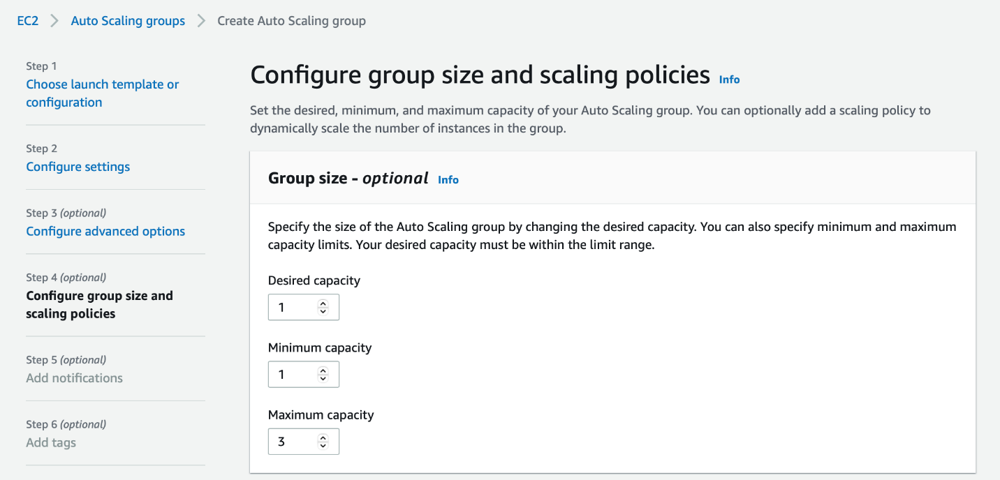 EC2 > Auto Scaling groups > Create Auto Scaling group
Step 1
Choose launch template or
configuration
Step 2
Configure settings
Step 3 (optional)
Configure advanced options
Step 4 (optional)
Configure group size and
scaling policies
Step 5 (optional)
Add notifications
Step 6 (optional)
Add tags
Configure group size and scaling policies Info
Set the desired, minimum, and maximum capacity of your Auto Scaling group. You can optionally add a scaling policy to
dynamically scale the number of instances in the group.
Group size - optional Info
Specify the size of the Auto Scaling group by changing the desired capacity. You can also specify minimum and maximum
capacity limits. Your desired capacity must be within the limit range.
Desired capacity
1
Minimum capacity
1
Maximum capacity
3